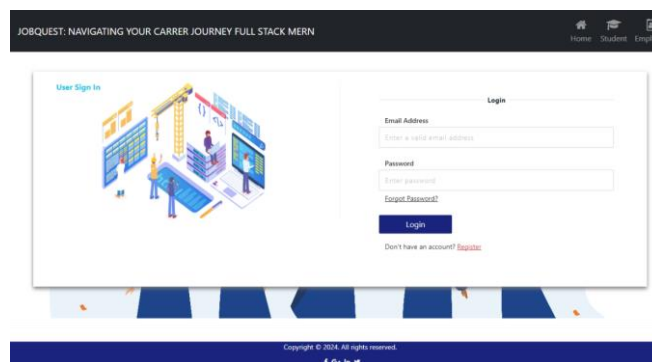 JOBQUEST: NAVIGATING YOUR CARRER JOURNEY FULL STACK MERN
Home Student Empl
User Sign In
Login
Email Address
Enter a valid email address
Password
Enter password
Forgot Password?
Login
Don't have an account? Register
Copyright © 2024. All rights reserved.